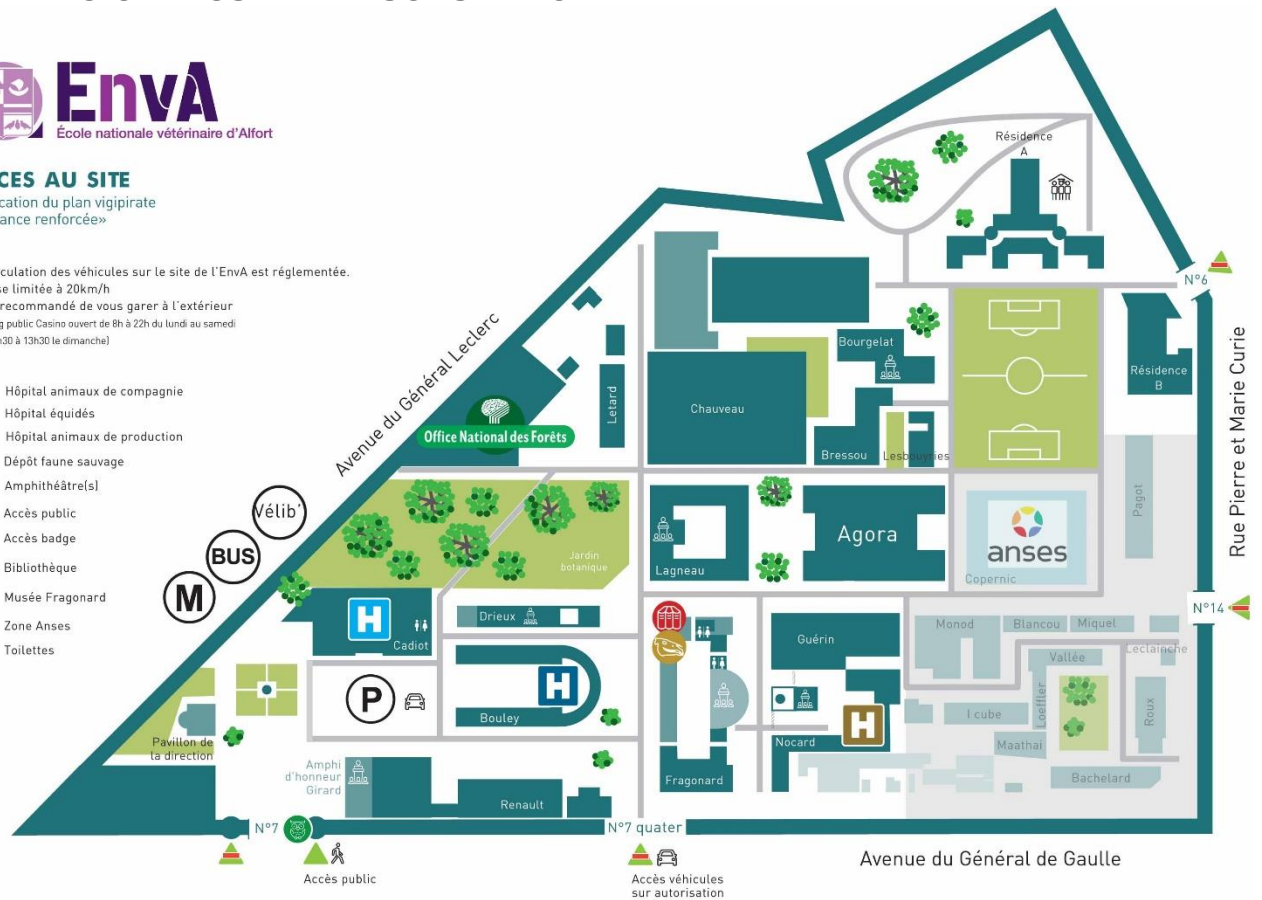 EnvA
École nationale vétérinaire d'Alfort
CES AU SITE
cation du plan vigipirate
ance renforcée»
culation des véhicules sur le site de l'EnvA est réglementée.
se limitée à 20km/h
recommandé de vous garer à l'extérieur
g public Casino ouvert de 8h à 22h du lundi au samedi
h30 à 13h30 le dimanche)
Hôpital animaux de compagnie
Hôpital équidés
Hôpital animaux de production
Dépôt faune sauvage
Amphithéâtre(s)
Accès public
Accès badge
Bibliothèque
Musée Fragonard
Zone Anses
Toilettes
Avenue du Général Leclerc
Vélib'
BUS
M
Résidence
A
N°6
Résidence
B
Rue Pierre et Marie Curie
Bourgelat
Letard
Chauveau
Office National des Forêts
Bressou
Lesbouyries
Pagot
Lagneau
Agora
anses
Copernic
Jardin
botanique
N°14
H
Cadiot
Drieux
Guérin
Monod
Blancou
Miquel
Leclainche
Vallée
P
H
Bouley
H
Nocard
I cube
Loeffler
Roux
Maathai
Bachelard
Pavillon de
la direction
Amphi
d'honneur
Girard
Renault
Fragonard
N°7
N°7 quater
Accès public
Accès véhicules
sur autorisation
Avenue du Général de Gaulle